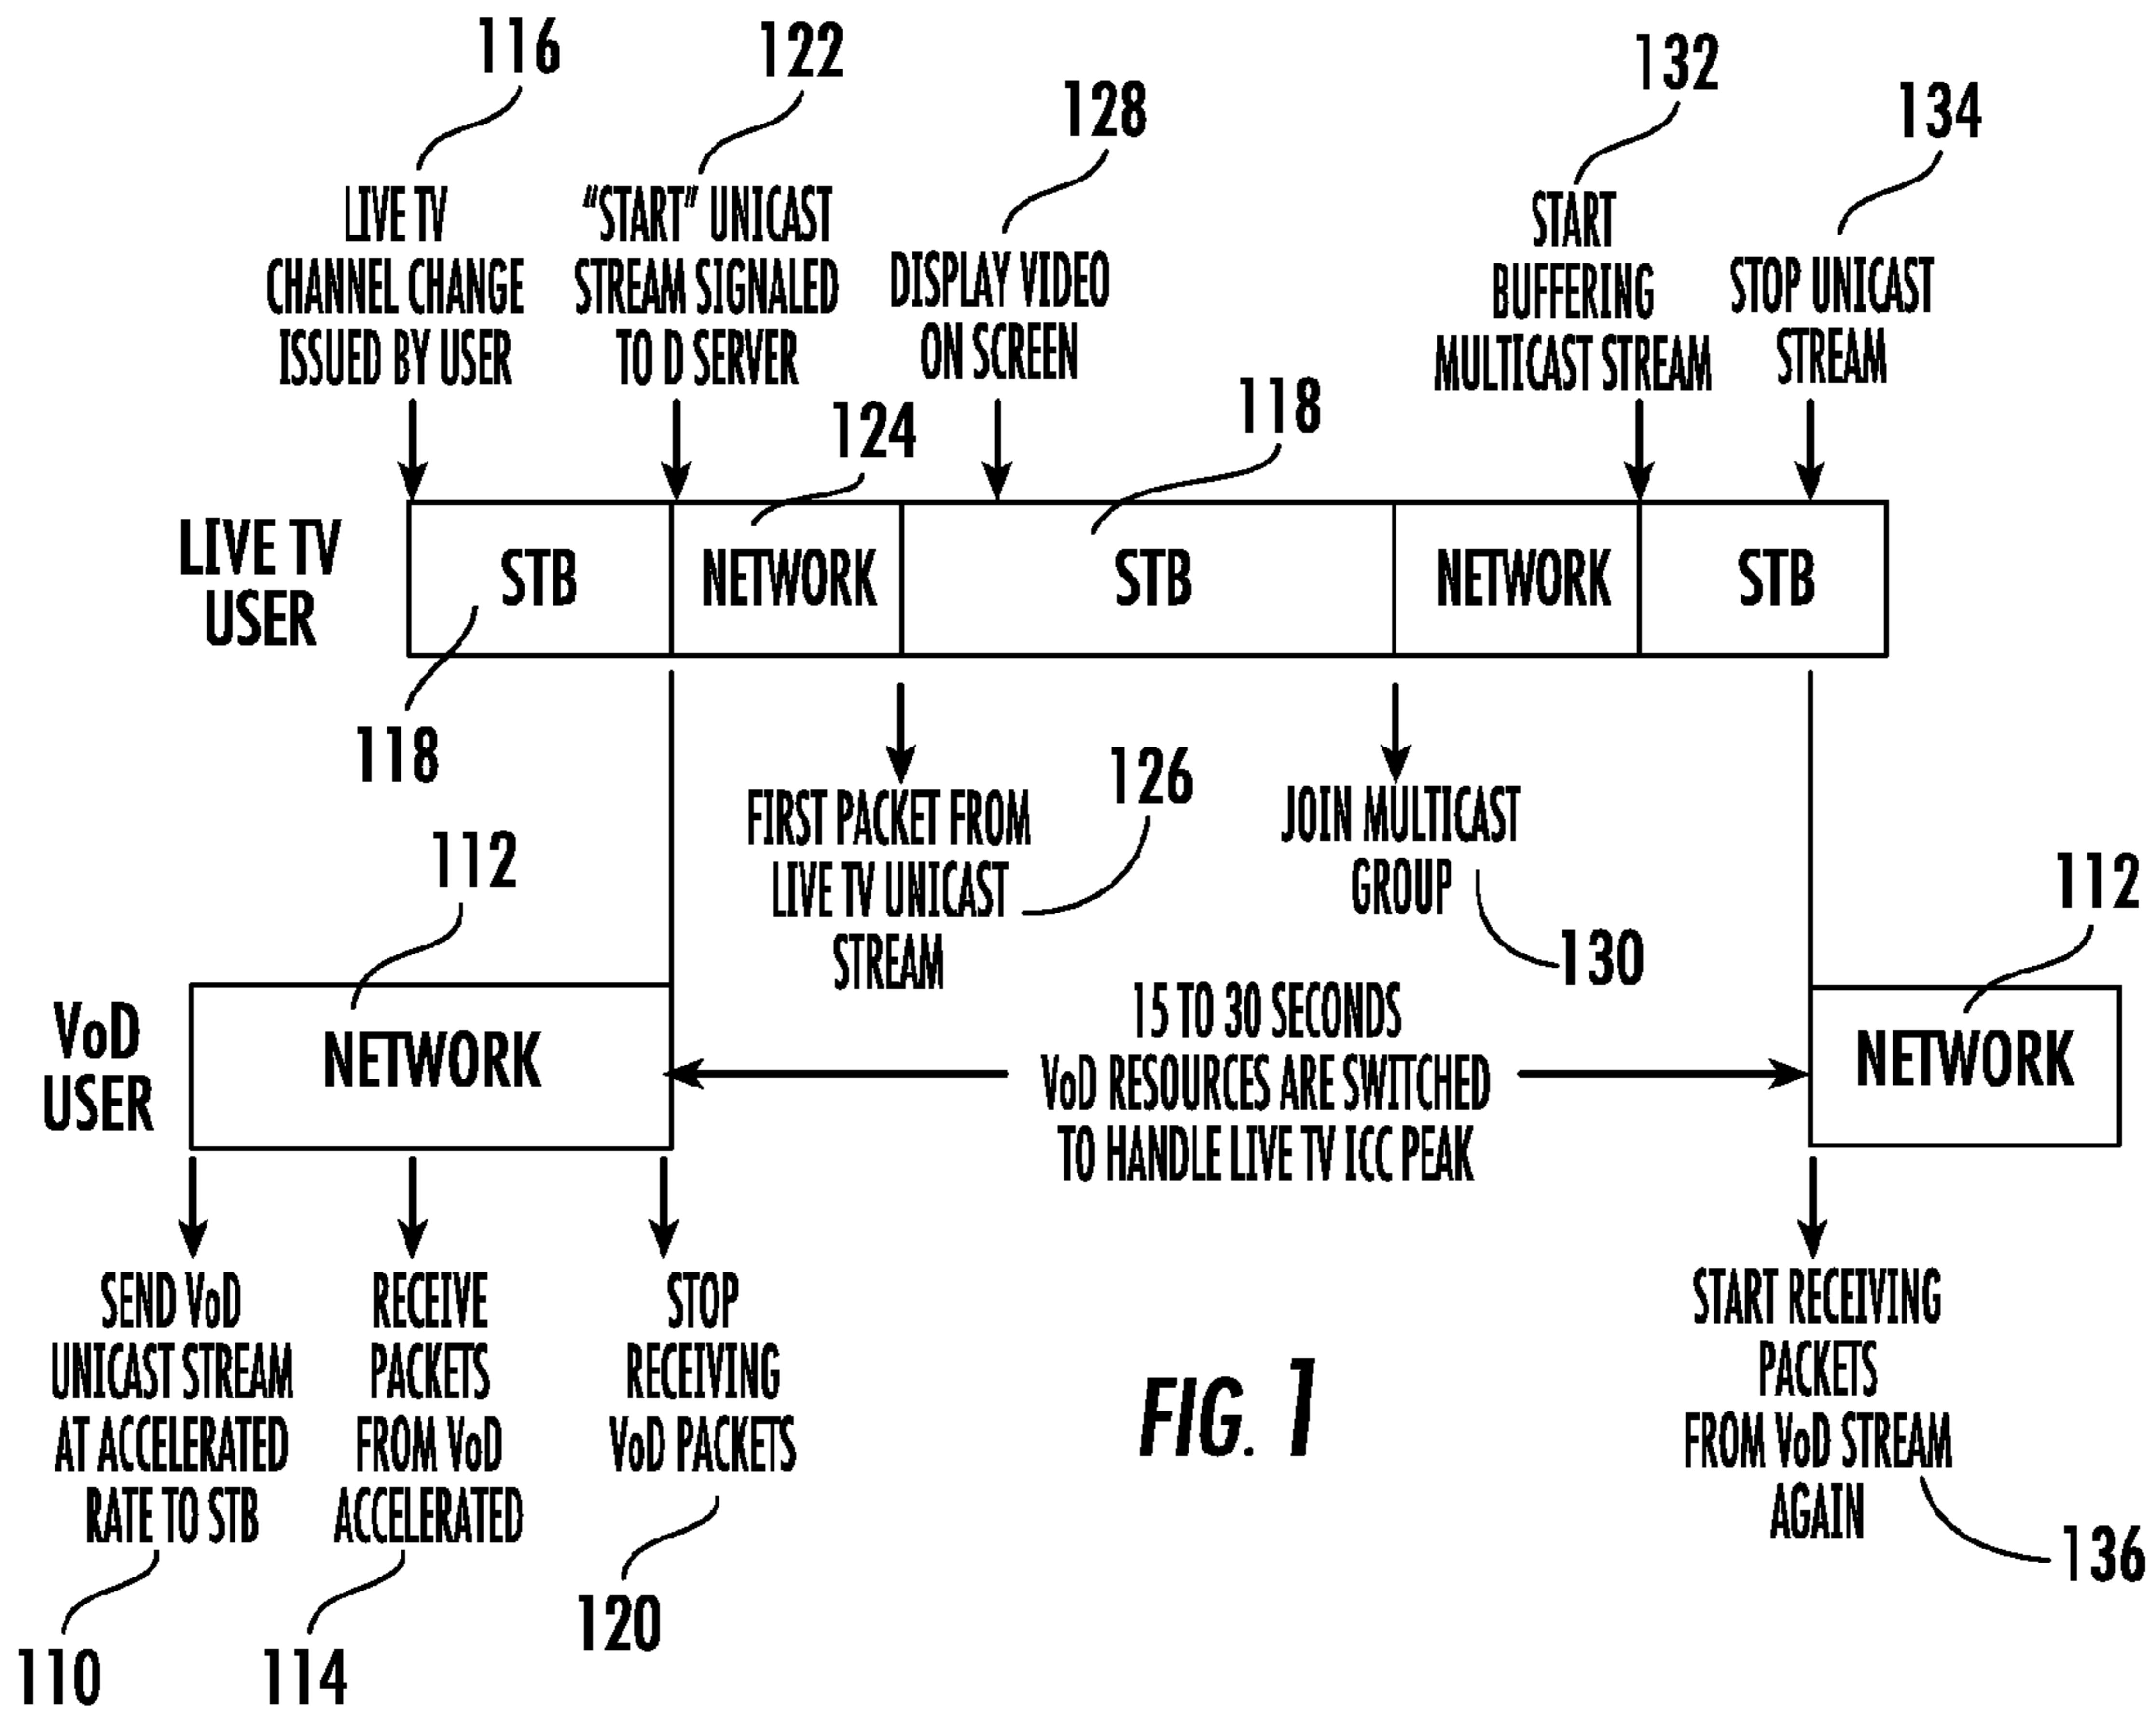 116
122
128
132
134
LIVE TV
CHANNEL CHANGE
ISSUED BY USER
"START" UNICAST
STREAM SIGNALED
TO D SERVER
DISPLAY VIDEO
ON SCREEN
START
BUFFERING
MULTICAST STREAM
STOP UNICAST
STREAM
124
118
LIVE TV
USER
STB
NETWORK
STB
NETWORK
STB
118
FIRST PACKET FROM
LIVE TV UNICAST
STREAM
126
JOIN MULTICAST
GROUP
130
112
112
VoD
USER
NETWORK
15 TO 30 SECONDS
VoD RESOURCES ARE SWITCHED
TO HANDLE LIVE TV ICC PEAK
NETWORK
SEND VoD
UNICAST STREAM
AT ACCELERATED
RATE TO STB
RECEIVE
PACKETS
FROM VoD
ACCELERATED
STOP
RECEIVING
VoD PACKETS
START RECEIVING
PACKETS
FROM VoD STREAM
AGAIN
110
114
120
136
FIG. 1